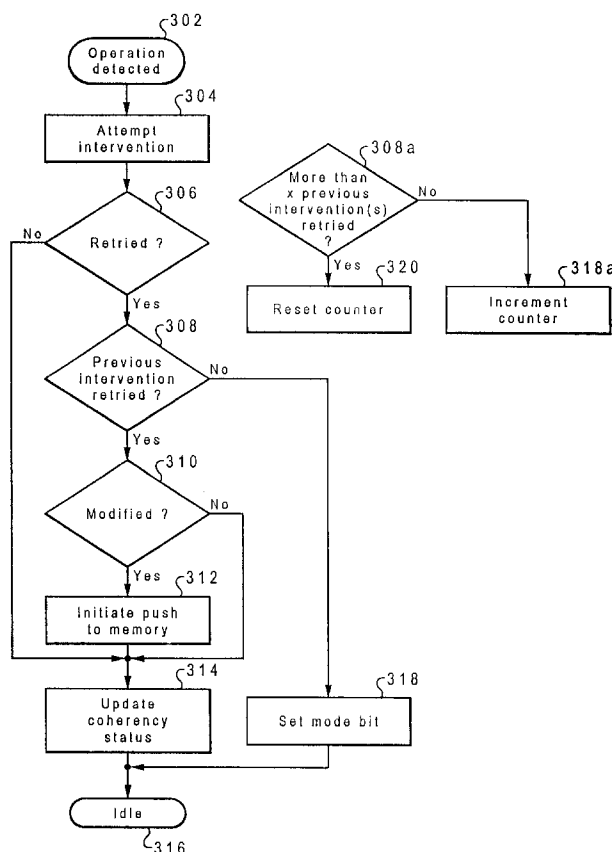 302
Operation
detected
304
Attempt
intervention
306
No
Retried ?
Yes
308
Previous
intervention
retried ?
No
Yes
310
Modified ?
No
Yes
312
Initiate push
to memory
314
Update
coherency
status
318
Set mode bit
Idle
316
308a
More than
x previous
intervention(s)
retried
?
No
Yes
320
Reset counter
318a
Increment
counter